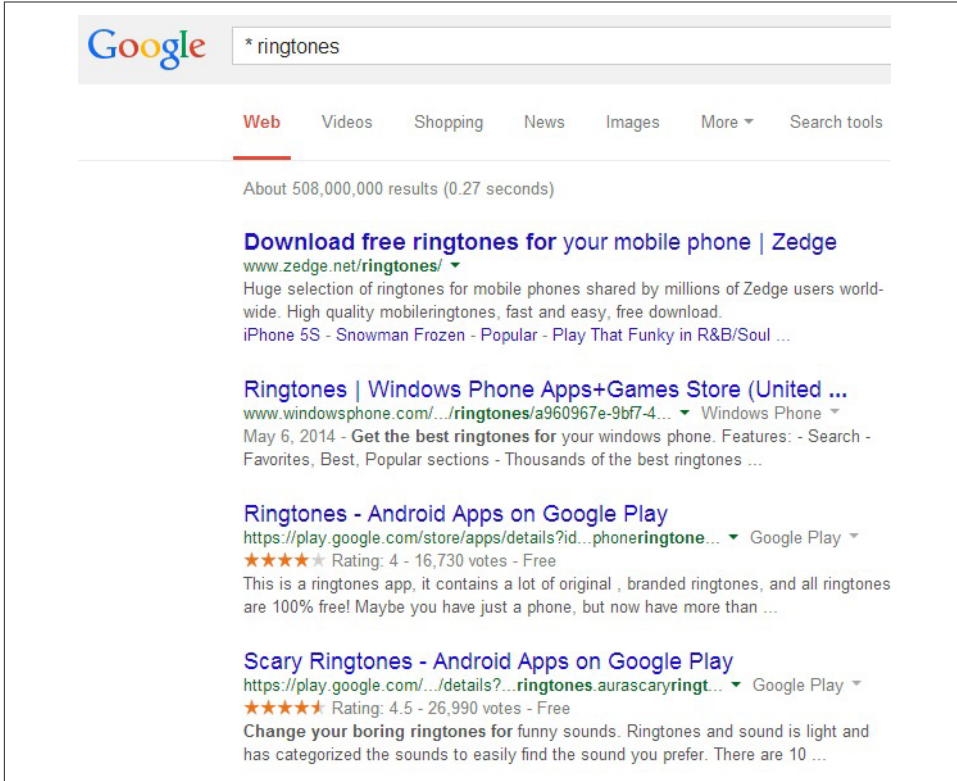 Google
* ringtones
Web Videos Shopping News Images More Search tools
About 508,000,000 results (0.27 seconds)
Download free ringtones for your mobile phone | Zedge
www.zedge.net/ringtones/
Huge selection of ringtones for mobile phones shared by millions of Zedge users world-
wide. High quality mobileringtones, fast and easy, free download.
iPhone 5S - Snowman Frozen - Popular - Play That Funky in R&B/Soul ...
Ringtones | Windows Phone Apps+Games Store (United ...
www.windowsphone.com/.../ringtones/a960967e-9bf7-4... Windows Phone
May 6, 2014 - Get the best ringtones for your windows phone. Features: - Search -
Favorites, Best, Popular sections - Thousands of the best ringtones ...
Ringtones - Android Apps on Google Play
https://play.google.com/store/apps/details?id...phoneringtone... Google Play
Rating: 4 - 16,730 votes - Free
This is a ringtones app, it contains a lot of original , branded ringtones, and all ringtones
are 100% free! Maybe you have just a phone, but now have more than ...
Scary Ringtones - Android Apps on Google Play
https://play.google.com/.../details?...ringtones.aurascaryringt... Google Play
Rating: 4.5 - 26,990 votes - Free
Change your boring ringtones for funny sounds. Ringtones and sound is light and
has categorized the sounds to easily find the sound you prefer. There are 10 ...